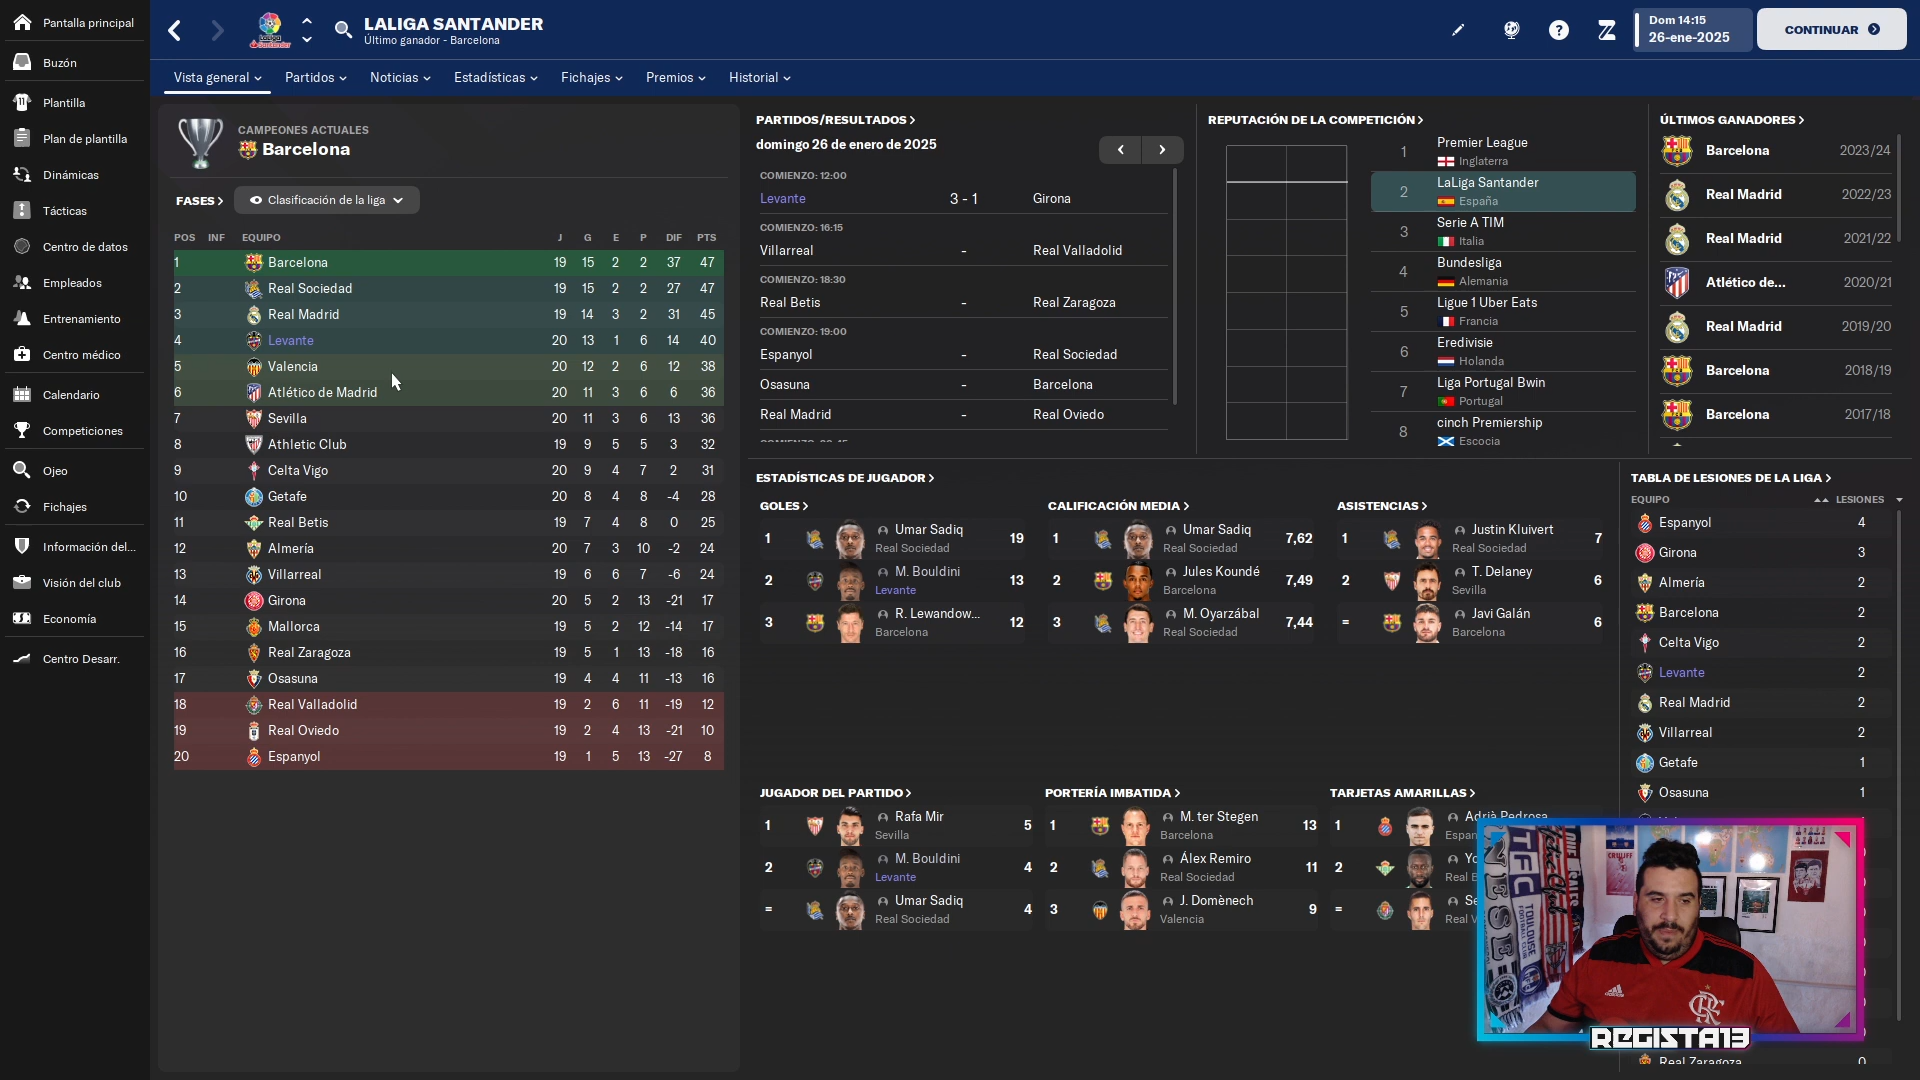 Pantalla principal
Buzón
Plantilla
Plan de plantilla
Dinámicas
Tácticas
Centro de datos
Empleados
Entrenamiento
Centro médico
Calendario
Competiciones
Ojeo
Fichajes
Información del...
Visión del club
Economía
Centro Desarr.
LALIGA SANTANDER
Último ganador - Barcelona
Dom 14:15
26-ene-2025
CONTINUAR
Vista general Partidos Noticias Estadísticas Fichajes Premios Historial
CAMPEONES ACTUALES
Barcelona
FASES Clasificación de la liga
POS INF EQUIPO J G E P DIF PTS
1 Barcelona 19 15 2 2 37 47
2 Real Sociedad 19 15 2 2 27 47
3 Real Madrid 19 14 3 2 31 45
4 Levante 20 13 1 6 14 40
5 Valencia 20 12 2 6 12 38
6 Atlético de Madrid 20 11 3 6 6 36
7 Sevilla 20 11 3 6 13 36
8 Athletic Club 19 9 5 5 3 32
9 Celta Vigo 20 9 4 7 2 31
10 Getafe 20 8 4 8 -4 28
11 Real Betis 19 7 4 8 0 25
12 Almería 20 7 3 10 -2 24
13 Villarreal 19 6 6 7 -6 24
14 Girona 20 5 2 13 -21 17
15 Mallorca 19 5 2 12 -14 17
16 Real Zaragoza 19 5 1 13 -18 16
17 Osasuna 19 4 4 11 -13 16
18 Real Valladolid 19 2 6 11 -19 12
19 Real Oviedo 19 2 4 13 -21 10
20 Espanyol 19 1 5 13 -27 8
PARTIDOS/RESULTADOS
domingo 26 de enero de 2025
COMIENZO: 12:00
Levante 3 - 1 Girona
COMIENZO: 16:15
Villarreal - Real Valladolid
COMIENZO: 18:30
Real Betis - Real Zaragoza
COMIENZO: 19:00
Espanyol - Real Sociedad
Osasuna - Barcelona
Real Madrid - Real Oviedo
REPUTACIÓN DE LA COMPETICIÓN
1 Premier League
Inglaterra
2 LaLiga Santander
España
3 Serie A TIM
Italia
4 Bundesliga
Alemania
5 Ligue 1 Uber Eats
Francia
6 Eredivisie
Holanda
7 Liga Portugal Bwin
Portugal
8 cinch Premiership
Escocia
ÚLTIMOS GANADORES
Barcelona 2023/24
Real Madrid 2022/23
Real Madrid 2021/22
Atlético de... 2020/21
Real Madrid 2019/20
Barcelona 2018/19
Barcelona 2017/18
ESTADÍSTICAS DE JUGADOR
GOLES
1 Umar Sadiq 19
Real Sociedad
2 M. Bouldini 13
Levante
3 R. Lewandow... 12
Barcelona
CALIFICACIÓN MEDIA
1 Umar Sadiq 7,62
Real Sociedad
2 Jules Koundé 7,49
Barcelona
3 M. Oyarzábal 7,44
Real Sociedad
ASISTENCIAS
1 Justin Kluivert 7
Real Sociedad
2 T. Delaney 6
Sevilla
= Javi Galán 6
Barcelona
JUGADOR DEL PARTIDO
1 Rafa Mir 5
Sevilla
2 M. Bouldini 4
Levante
= Umar Sadiq 4
Real Sociedad
PORTERÍA IMBATIDA
1 M. ter Stegen 13
Barcelona
2 Álex Remiro 11
Real Sociedad
3 J. Domènech 9
Valencia
TARJETAS AMARILLAS
1 Adrià Pedrosa
Espan
2 Yo
Real B
= Se
Real V
TABLA DE LESIONES DE LA LIGA
EQUIPO LESIONES
Espanyol 4
Girona 3
Almería 2
Barcelona 2
Celta Vigo 2
Levante 2
Real Madrid 2
Villarreal 2
Getafe 1
Osasuna 1
Real Zaragoza 0
CRUIJFF
TFC
TOULOUSE
REGISTA13